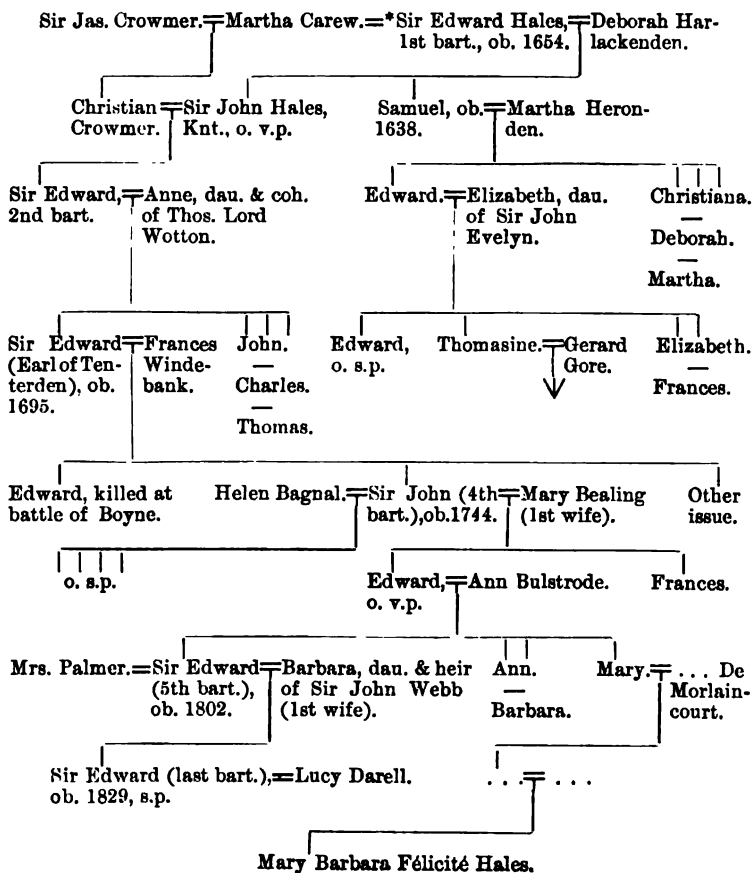 Sir Jas. Crowmer.=Martha Carew.=*Sir Edward Hales,=Deborah Har-
1st bart., ob. 1654. lackenden.
Christian=Sir John Hales, Samuel, ob.=Martha Heron-
Crowmer. Knt., o. v.p. 1638. den.
Sir Edward,=Anne, dau. & coh. Edward.=Elizabeth, dau. Christiana.
2nd bart. of Thos. Lord of Sir John —
Wotton. Evelyn. Deborah.
—
Martha.
Sir Edward=Frances John. Edward, Thomasine.=Gerard Elizabeth.
(Earl of Ten- Winde- — o. s.p. Gore. —
terden), ob. bank. Charles. Frances.
1695. —
Thomas.
Edward, killed at Helen Bagnal.=Sir John (4th=Mary Bealing Other
battle of Boyne. bart.), ob. 1744. (1st wife). issue.
o. s.p. Edward,=Ann Bulstrode. Frances.
o. v.p.
Mrs. Palmer.=Sir Edward=Barbara, dau. & heir Ann. Mary.=... De
(5th bart.), of Sir John Webb — Morlain-
ob. 1802. (1st wife). Barbara. court.
Sir Edward (last bart.),=Lucy Darell. ...=...
ob. 1829, s.p.
Mary Barbara Félicité Hales.